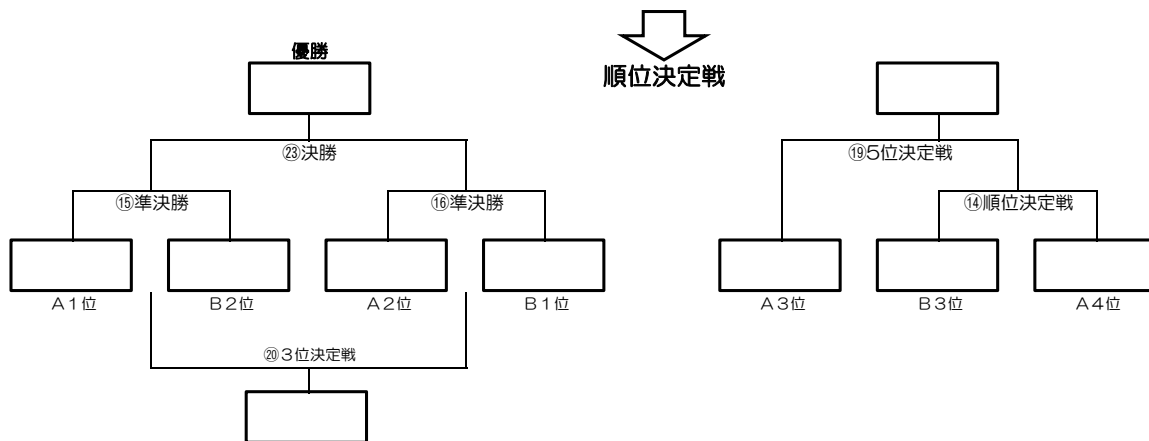 優勝
順位決定戦
㉓決勝
⑲5位決定戦
⑮準決勝
⑯準決勝
⑭順位決定戦
A1位
B2位
A2位
B1位
A3位
B3位
A4位
⑳3位決定戦